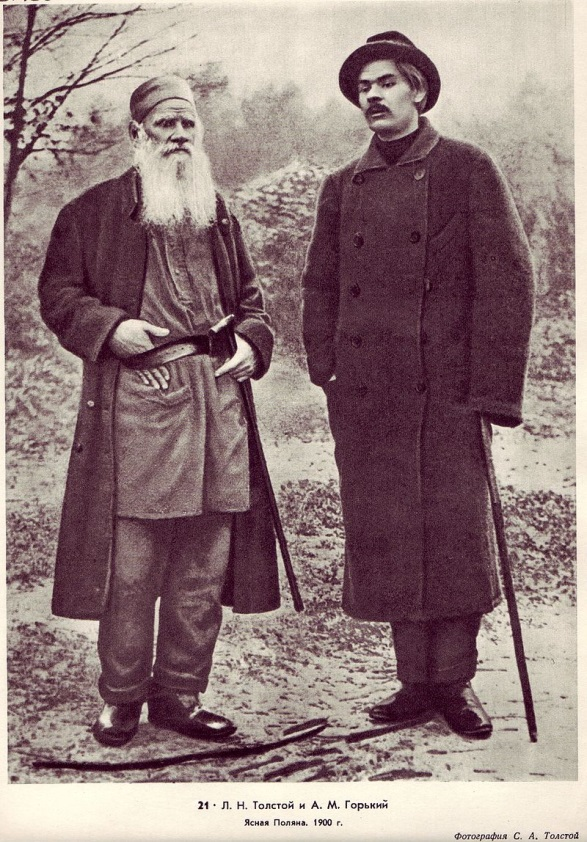 21 · Л. Н. Толстой и А. М. Горький
Ясная Поляна. 1900 г.
Фотография С. А. Толстой